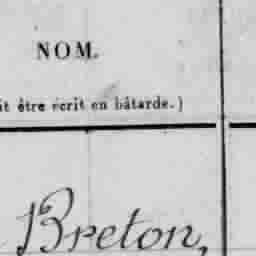 NOM.
it être écrit en bâtarde.)
Breton,